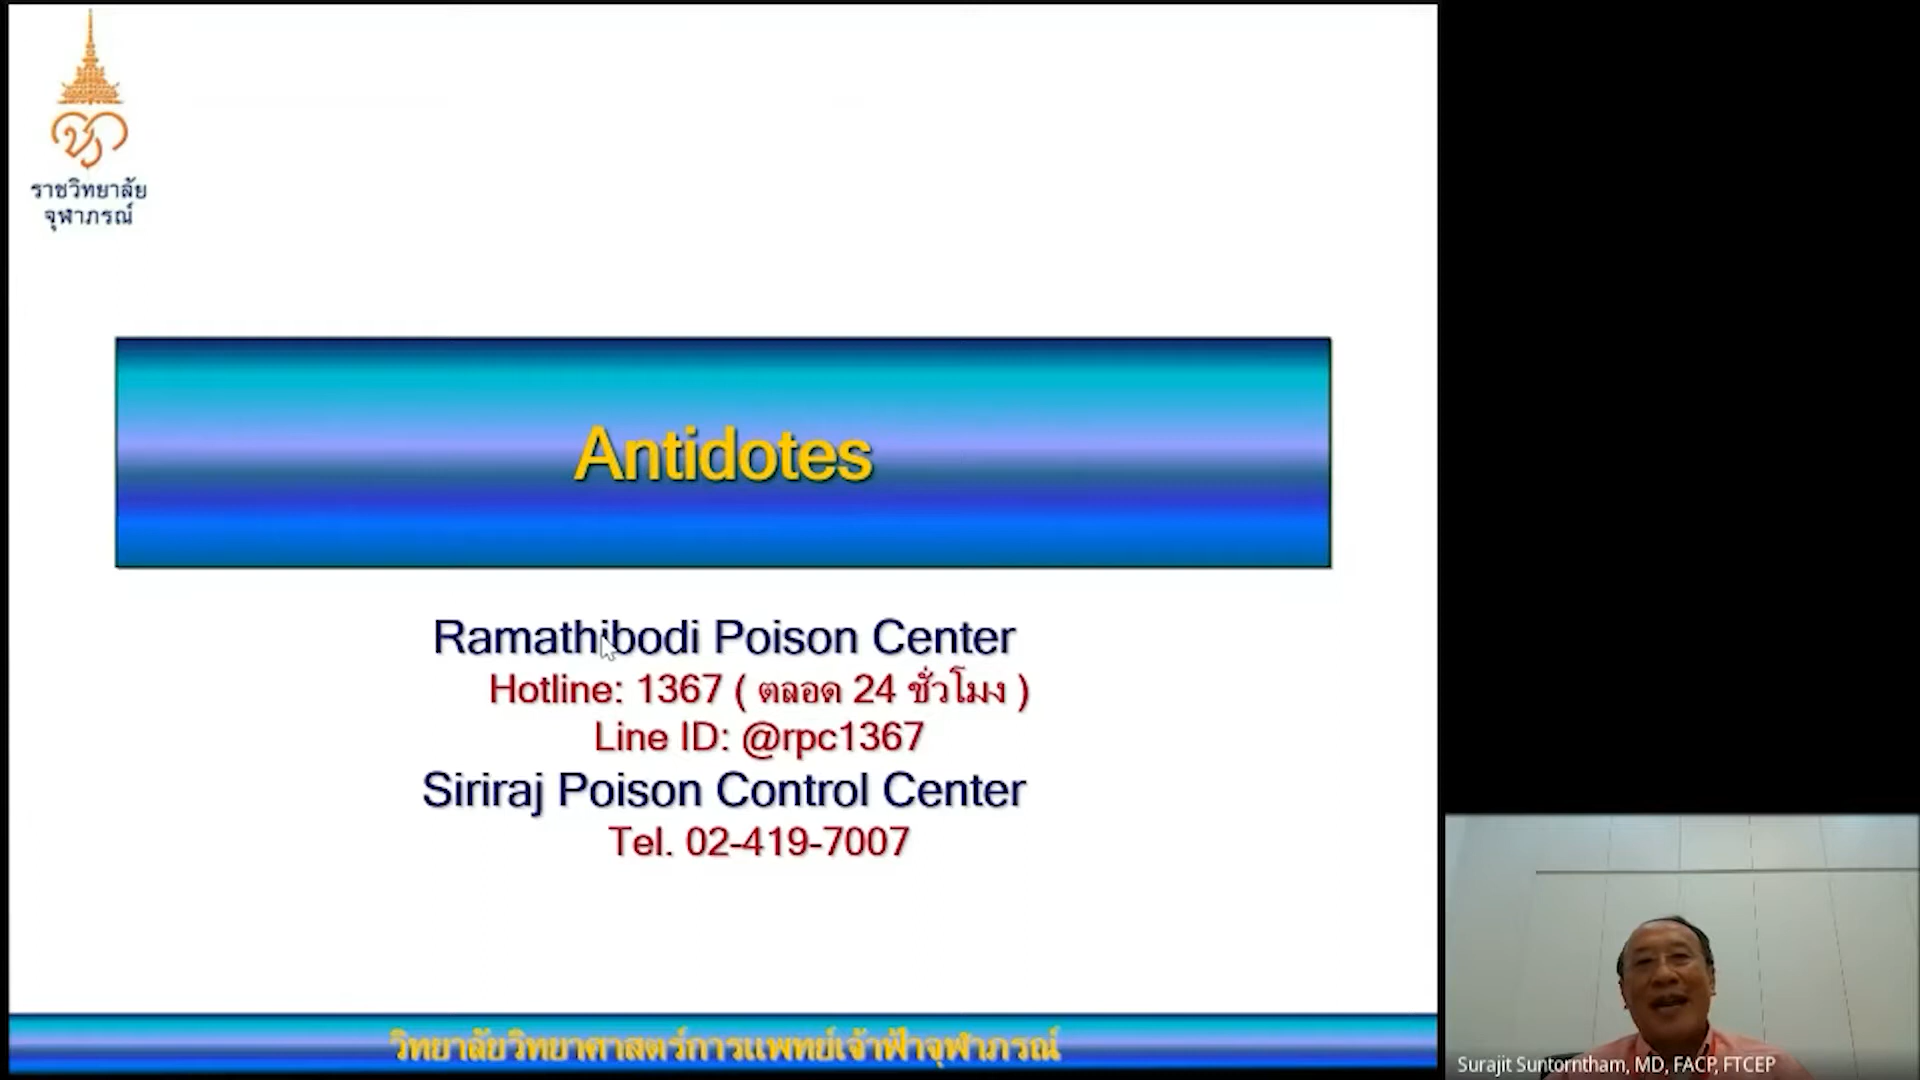 ราชวิทยาลัย
จุฬาภรณ์
Antidotes
Ramathibodi Poison Center
Hotline: 1367 ( ตลอด 24 ชั่วโมง )
Line ID: @rpc1367
Siriraj Poison Control Center
Tel. 02-419-7007
วิทยาลัยวิทยาศาสตร์การแพทย์เจ้าฟ้าจุฬาภรณ์
Surajit Suntorntham, MD, FACP, FTCEP